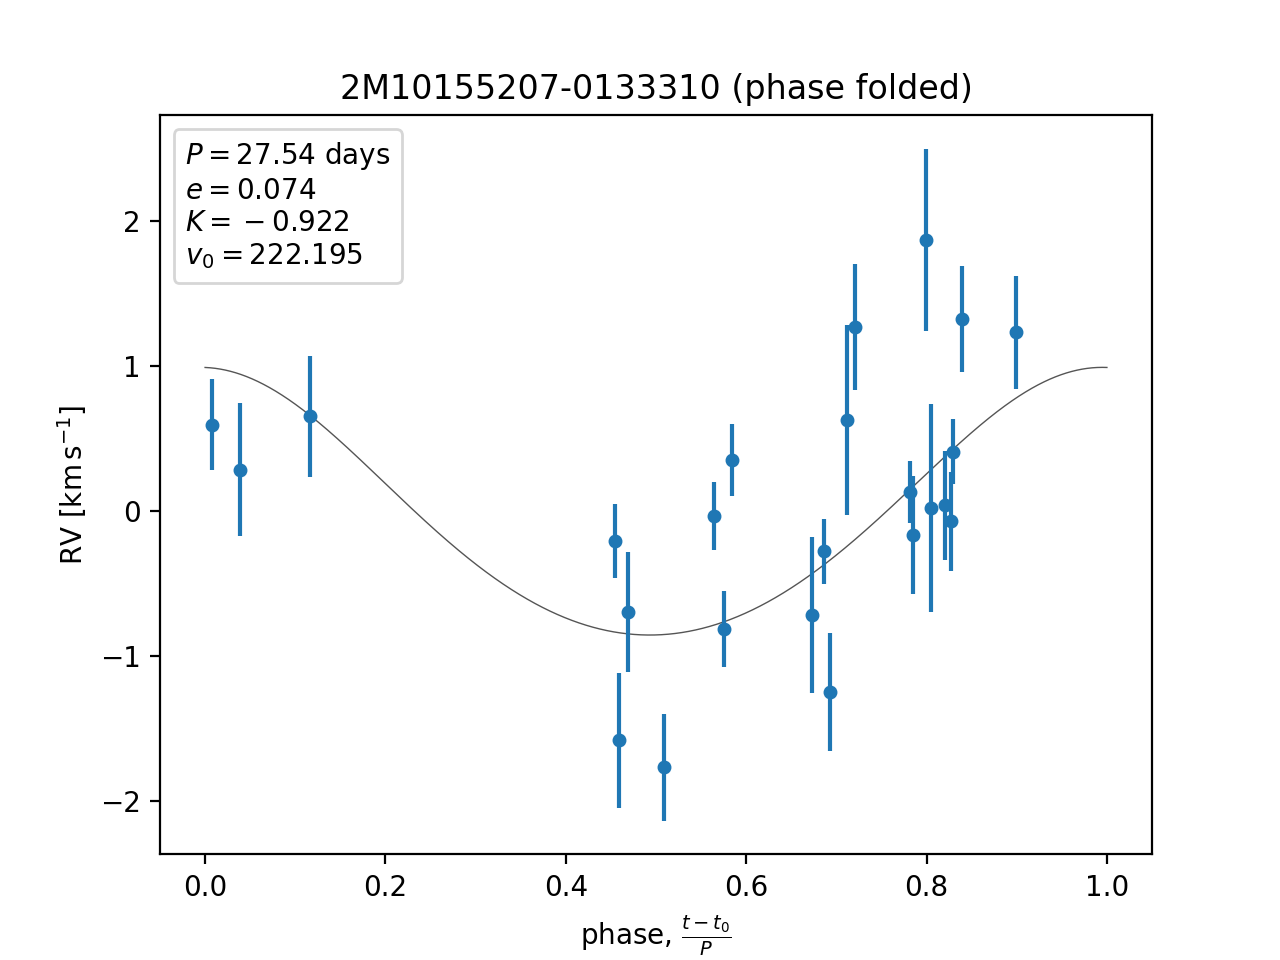 2M10155207-0133310 (phase folded)
P = 27.54 days
e = 0.074
K = −0.922
v₀ = 222.195
2
1
0
−1
−2
RV [km s⁻¹]
0.0 0.2 0.4 0.6 0.8 1.0
phase, (t − t₀)/P